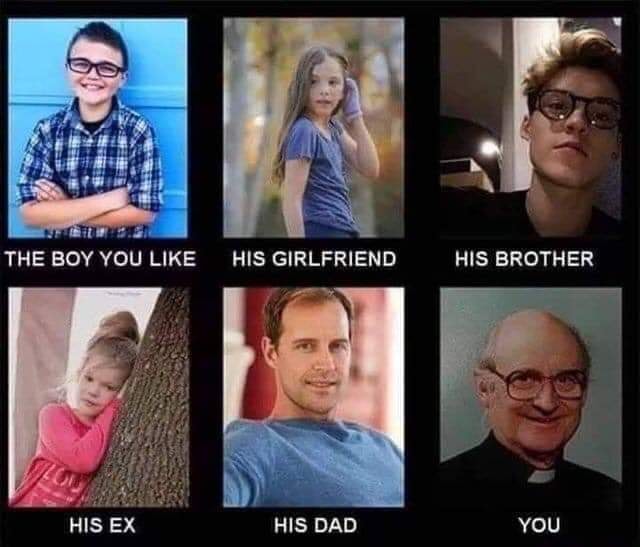 THE BOY YOU LIKE
HIS GIRLFRIEND
HIS BROTHER
HIS EX
HIS DAD
YOU